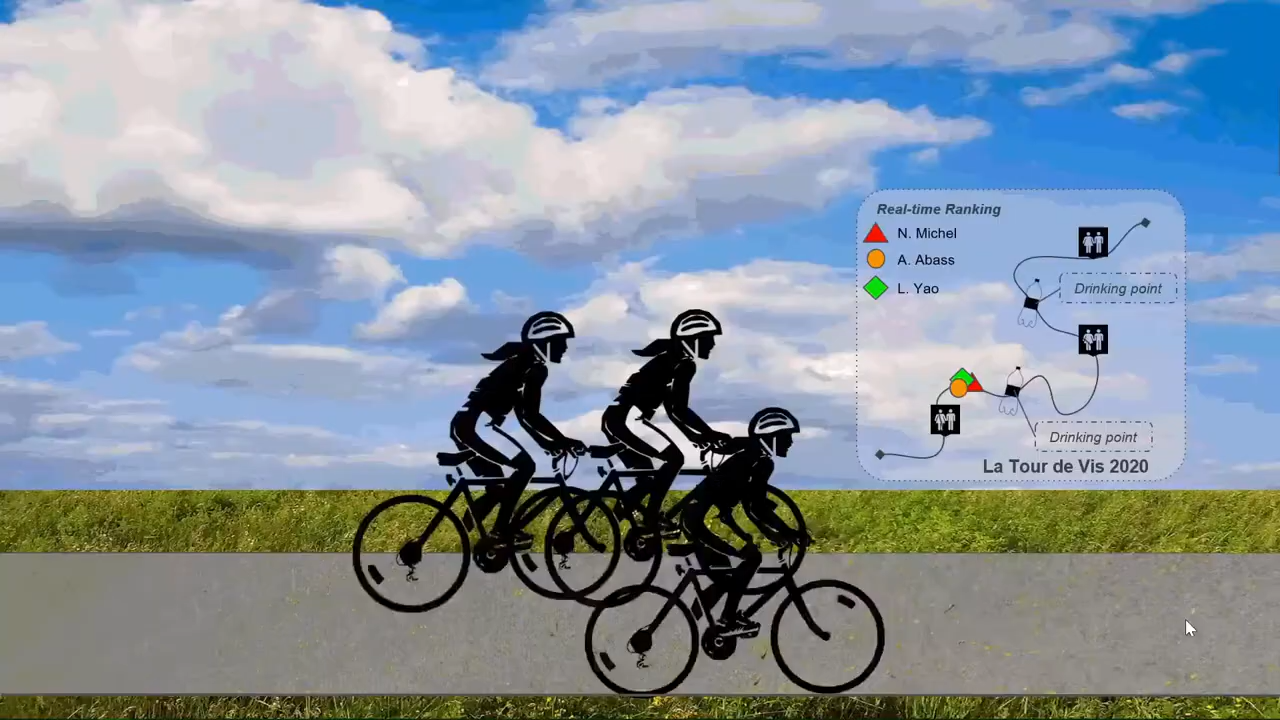 Real-time Ranking
N. Michel
A. Abass
L. Yao
Drinking point
Drinking point
La Tour de Vis 2020